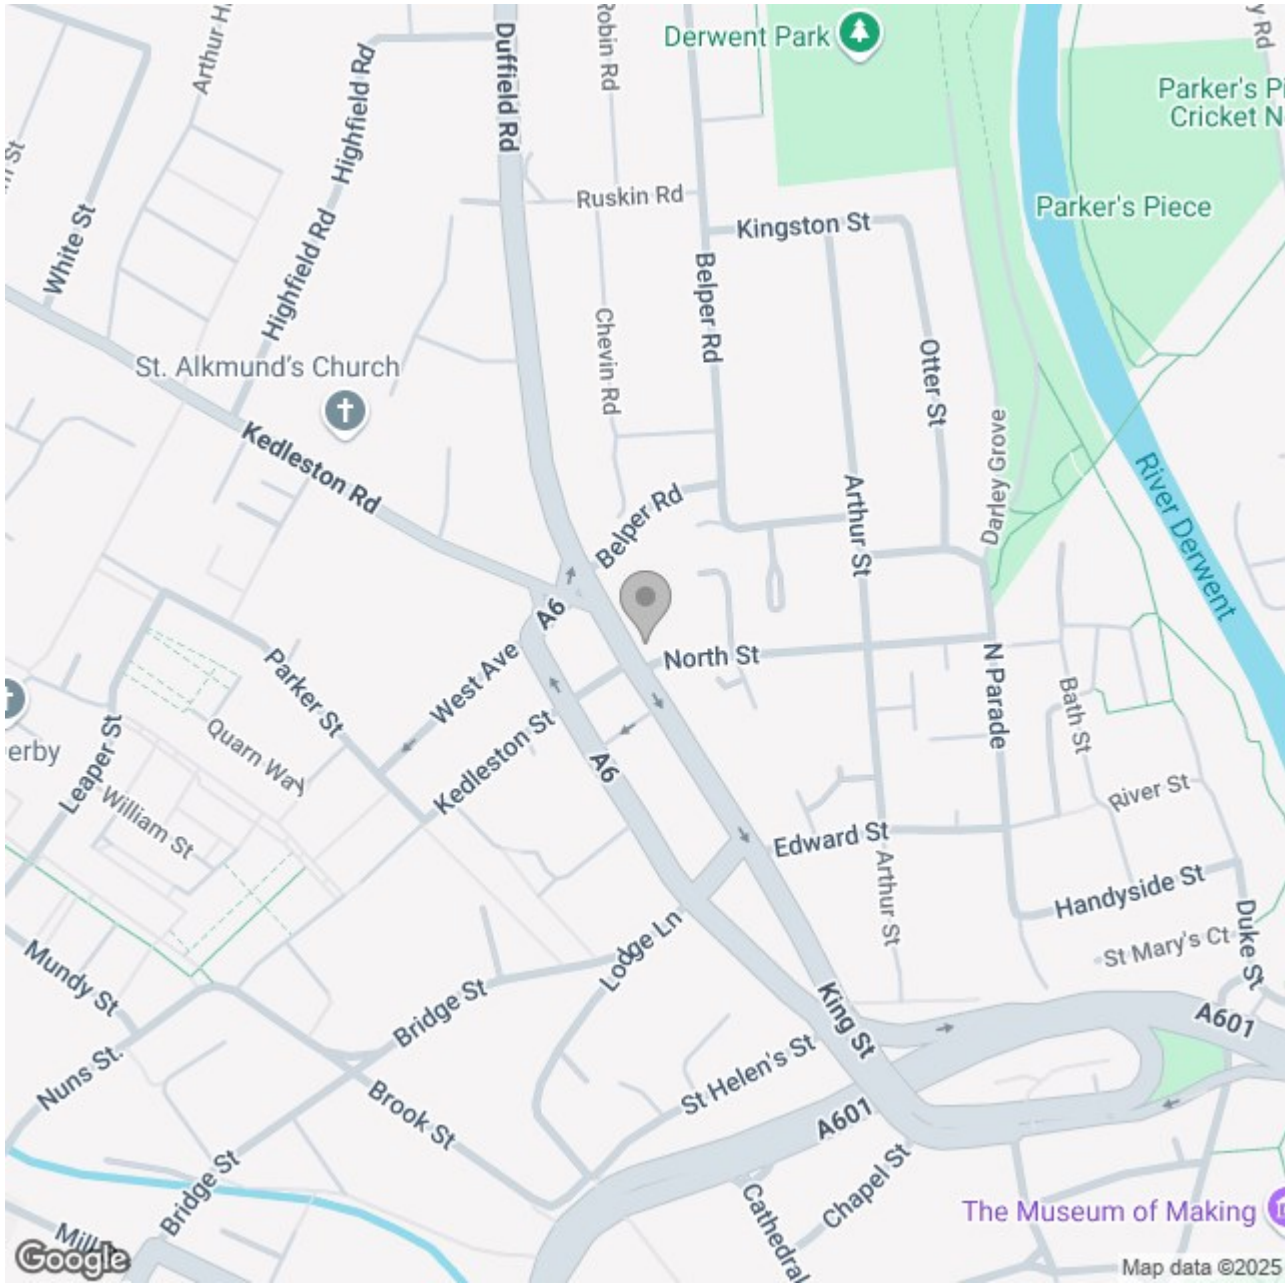 Derwent Park
Duffield Rd
Robin Rd
Highfield Rd
Parker's
Cricket
Parker's Piece
Ruskin Rd
Kingston St
White St
Highfield Rd
Belper Rd
Chevin Rd
Otter St
St. Alkmund's Church
Kedleston Rd
Darley Grove
River Derwent
Belper Rd
Arthur St
A6
North St
West Ave
Parker St
N Parade
Bath St
Kedleston St
Quarn Way
A6
Leaper St
William St
River St
Edward St
Arthur St
Handyside St
Duke St
St Mary's Ct
Lodge Ln
Mundy St
Bridge St
King St
A601
Nuns St.
Brook St
St Helen's St
A601
Bridge St
Chapel St
Cathedral
The Museum of Making
Google
Map data ©2025